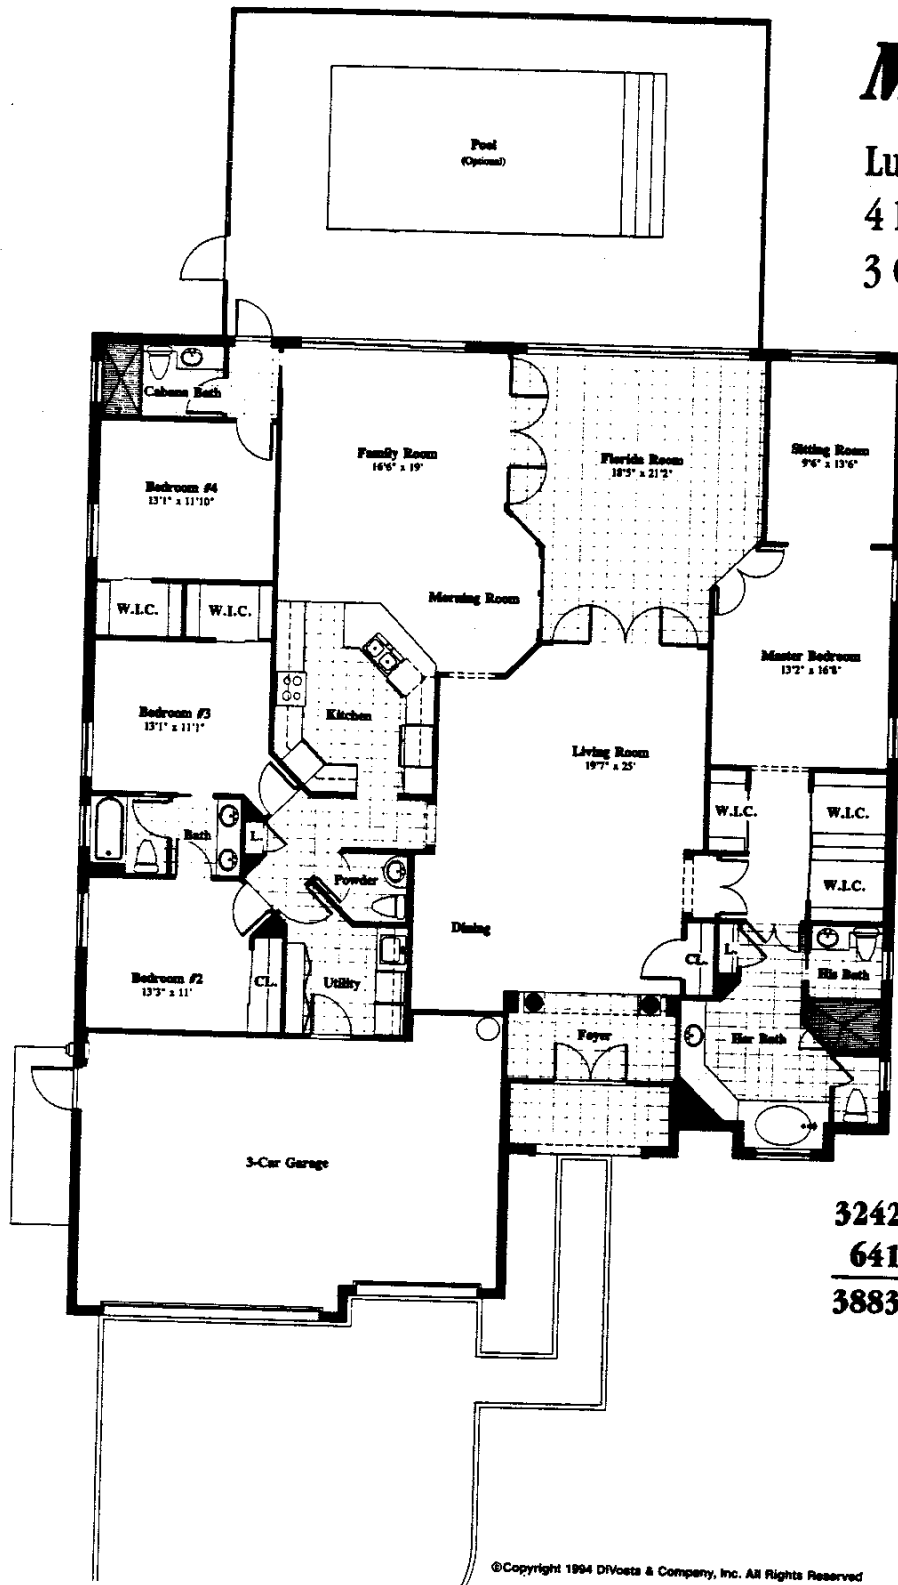 M
Lu
4
3
Pool
(Optional)
Cabana Bath
Family Room
16'6" x 19'
Florida Room
18'5" x 21'2"
Sitting Room
9'6" x 13'6"
Bedroom #4
13'1" x 11'10"
W.I.C.
W.I.C.
Morning Room
Master Bedroom
13'2" x 16'8"
Bedroom #3
13'1" x 11'1"
Kitchen
Living Room
19'7" x 25'
W.I.C.
W.I.C.
Bath
L.
Powder
W.I.C.
Dining
Bedroom #2
13'3" x 11'
CL.
Utility
CL.
L.
His Bath
Foyer
Her Bath
3-Car Garage
3242
641
3883
©Copyright 1994 DiVosta & Company, Inc. All Rights Reserved